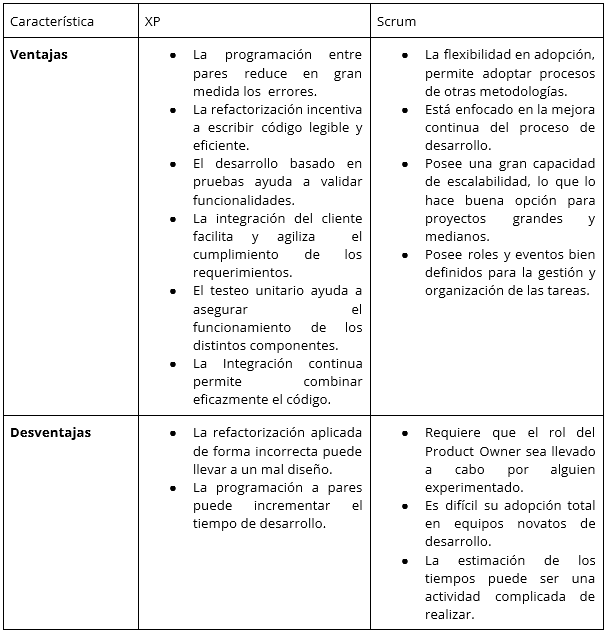 Característica
XP
Scrum
Ventajas
● La programación entre
pares reduce en gran
medida los errores.
● La refactorización incentiva
a escribir código legible y
eficiente.
● El desarrollo basado en
pruebas ayuda a validar
funcionalidades.
● La integración del cliente
facilita y agiliza el
cumplimiento de los
requerimientos.
● El testeo unitario ayuda a
asegurar el
funcionamiento de los
distintos componentes.
● La Integración continua
permite combinar
eficazmente el código.
● La flexibilidad en adopción,
permite adoptar procesos
de otras metodologías.
● Está enfocado en la mejora
continua del proceso de
desarrollo.
● Posee una gran capacidad
de escalabilidad, lo que lo
hace buena opción para
proyectos grandes y
medianos.
● Posee roles y eventos bien
definidos para la gestión y
organización de las tareas.
Desventajas
● La refactorización aplicada
de forma incorrecta puede
llevar a un mal diseño.
● La programación a pares
puede incrementar el
tiempo de desarrollo.
● Requiere que el rol del
Product Owner sea llevado
a cabo por alguien
experimentado.
● Es difícil su adopción total
en equipos novatos de
desarrollo.
● La estimación de los
tiempos puede ser una
actividad complicada de
realizar.